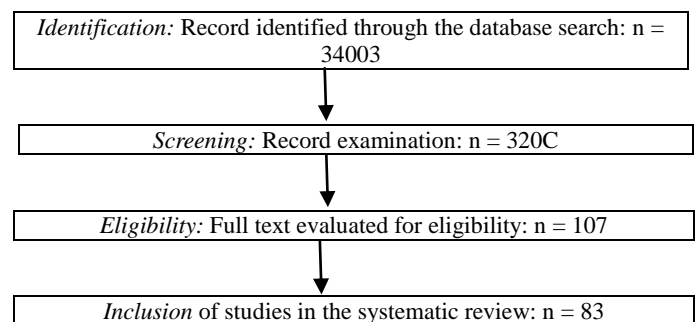 Identification: Record identified through the database search: n =
34003
Screening: Record examination: n = 320C
Eligibility: Full text evaluated for eligibility: n = 107
Inclusion of studies in the systematic review: n = 83